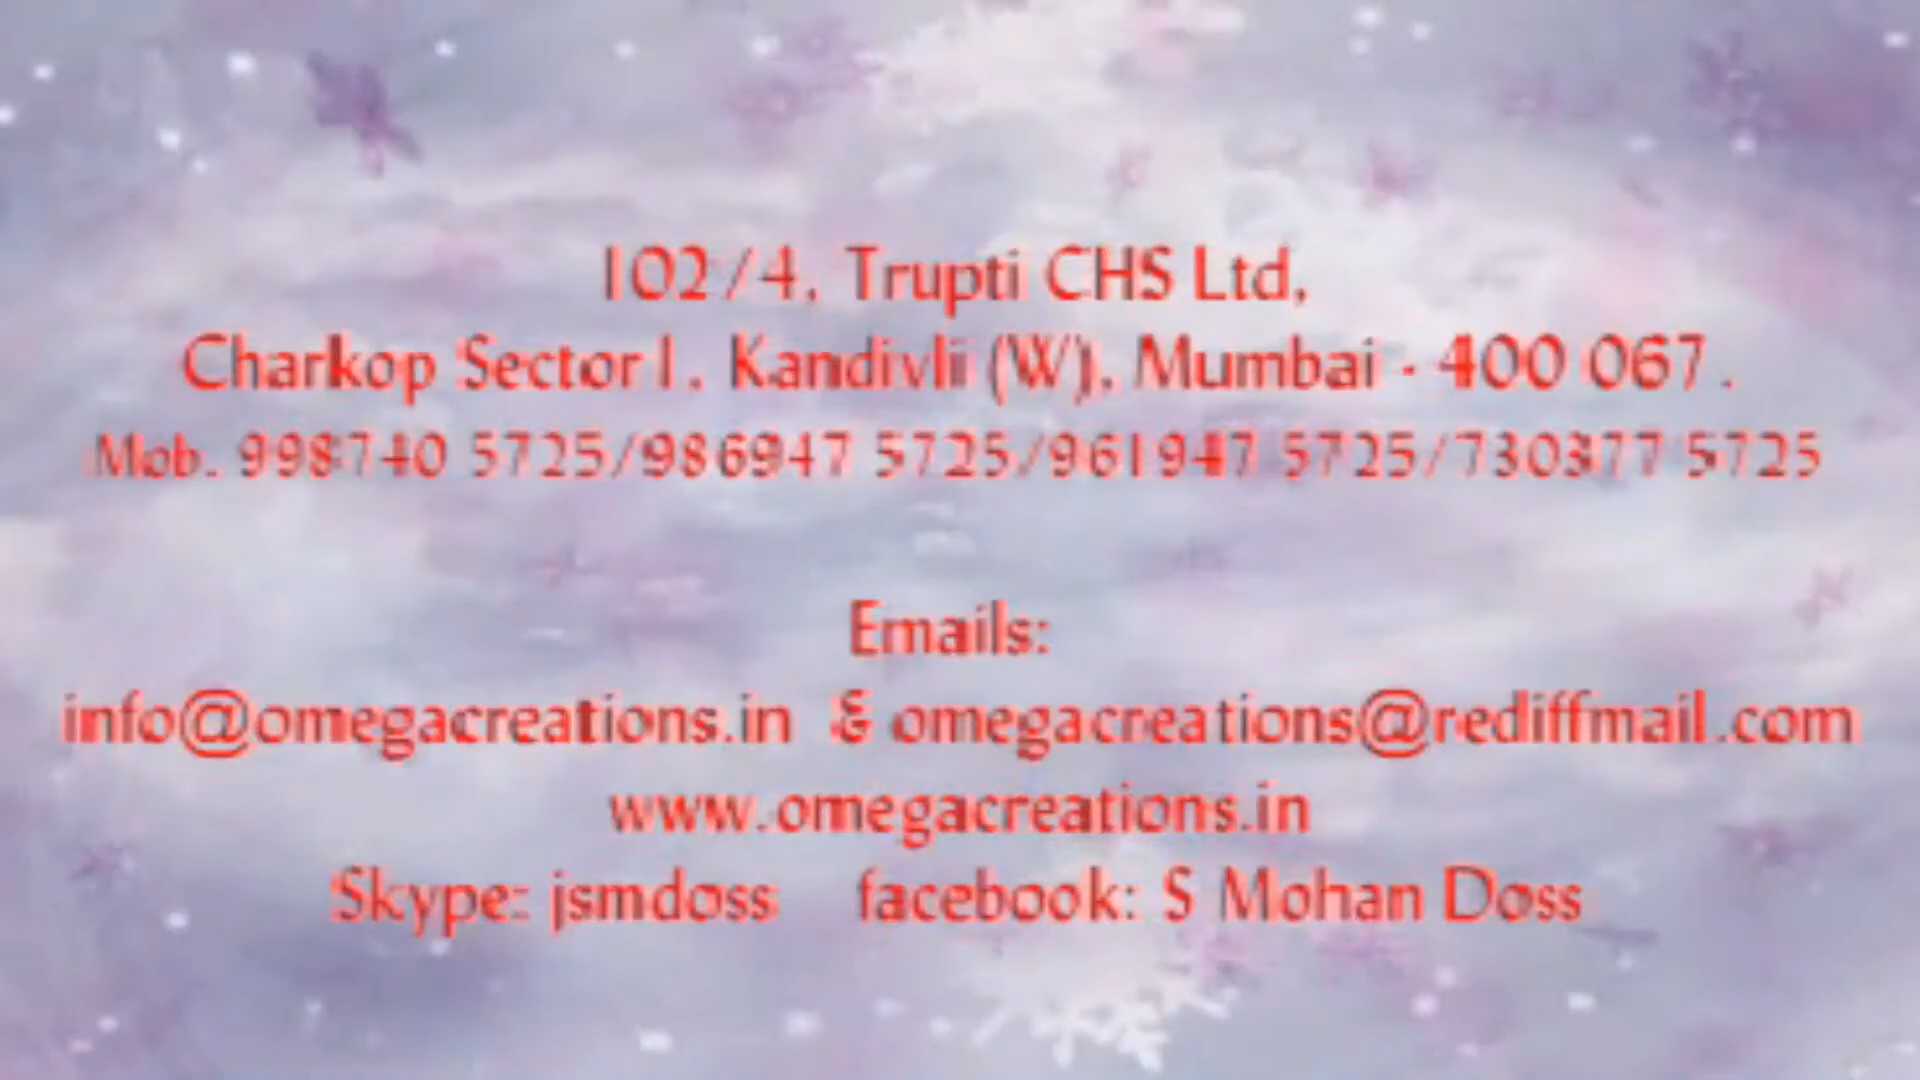 102/4, Trupti CHS Ltd,
Charkop Sector 1, Kandivli (W), Mumbai - 400 067.
Mob. 998740 5725/986947 5725/961947 5725/730377 5725
Emails:
info@omegacreations.in & omegacreations@rediffmail.com
www.omegacreations.in
Skype: jsmdoss facebook: S Mohan Doss